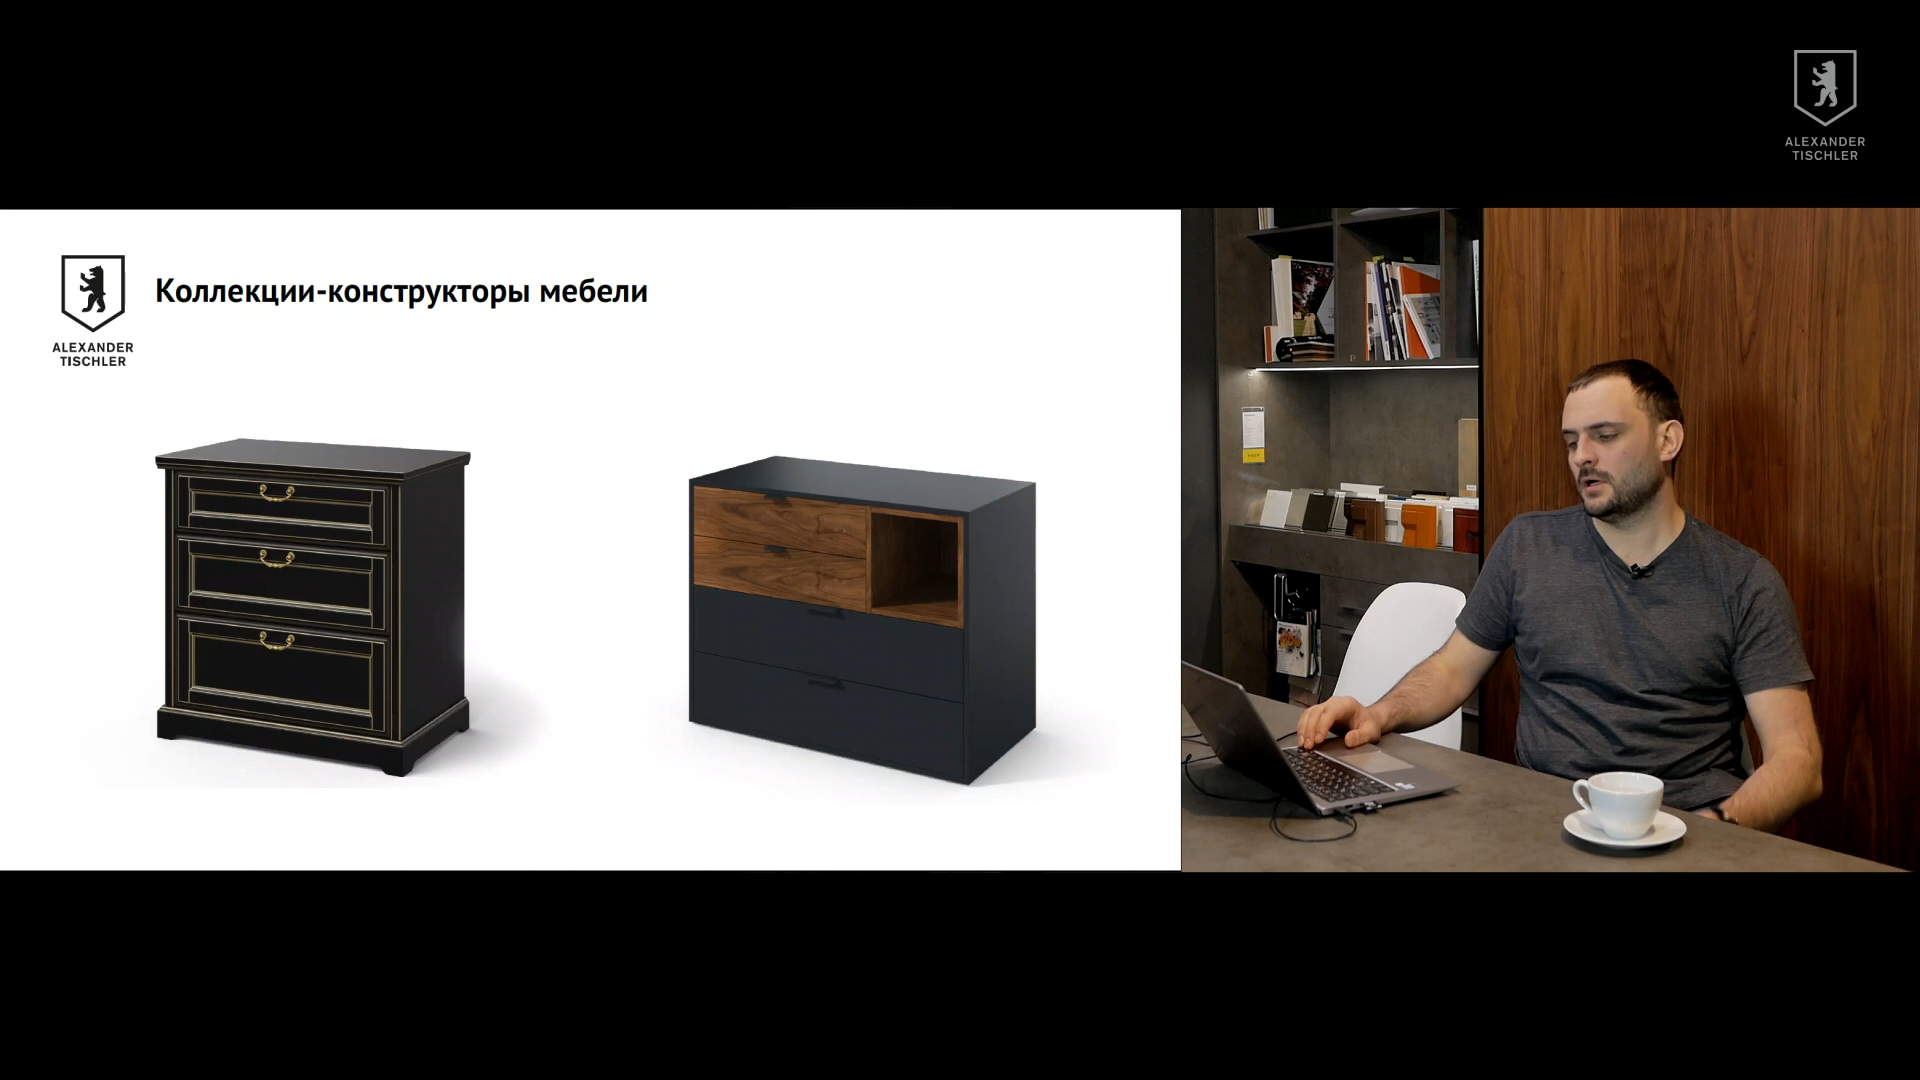 ALEXANDER
TISCHLER
Коллекции-конструкторы мебели
ALEXANDER
TISCHLER